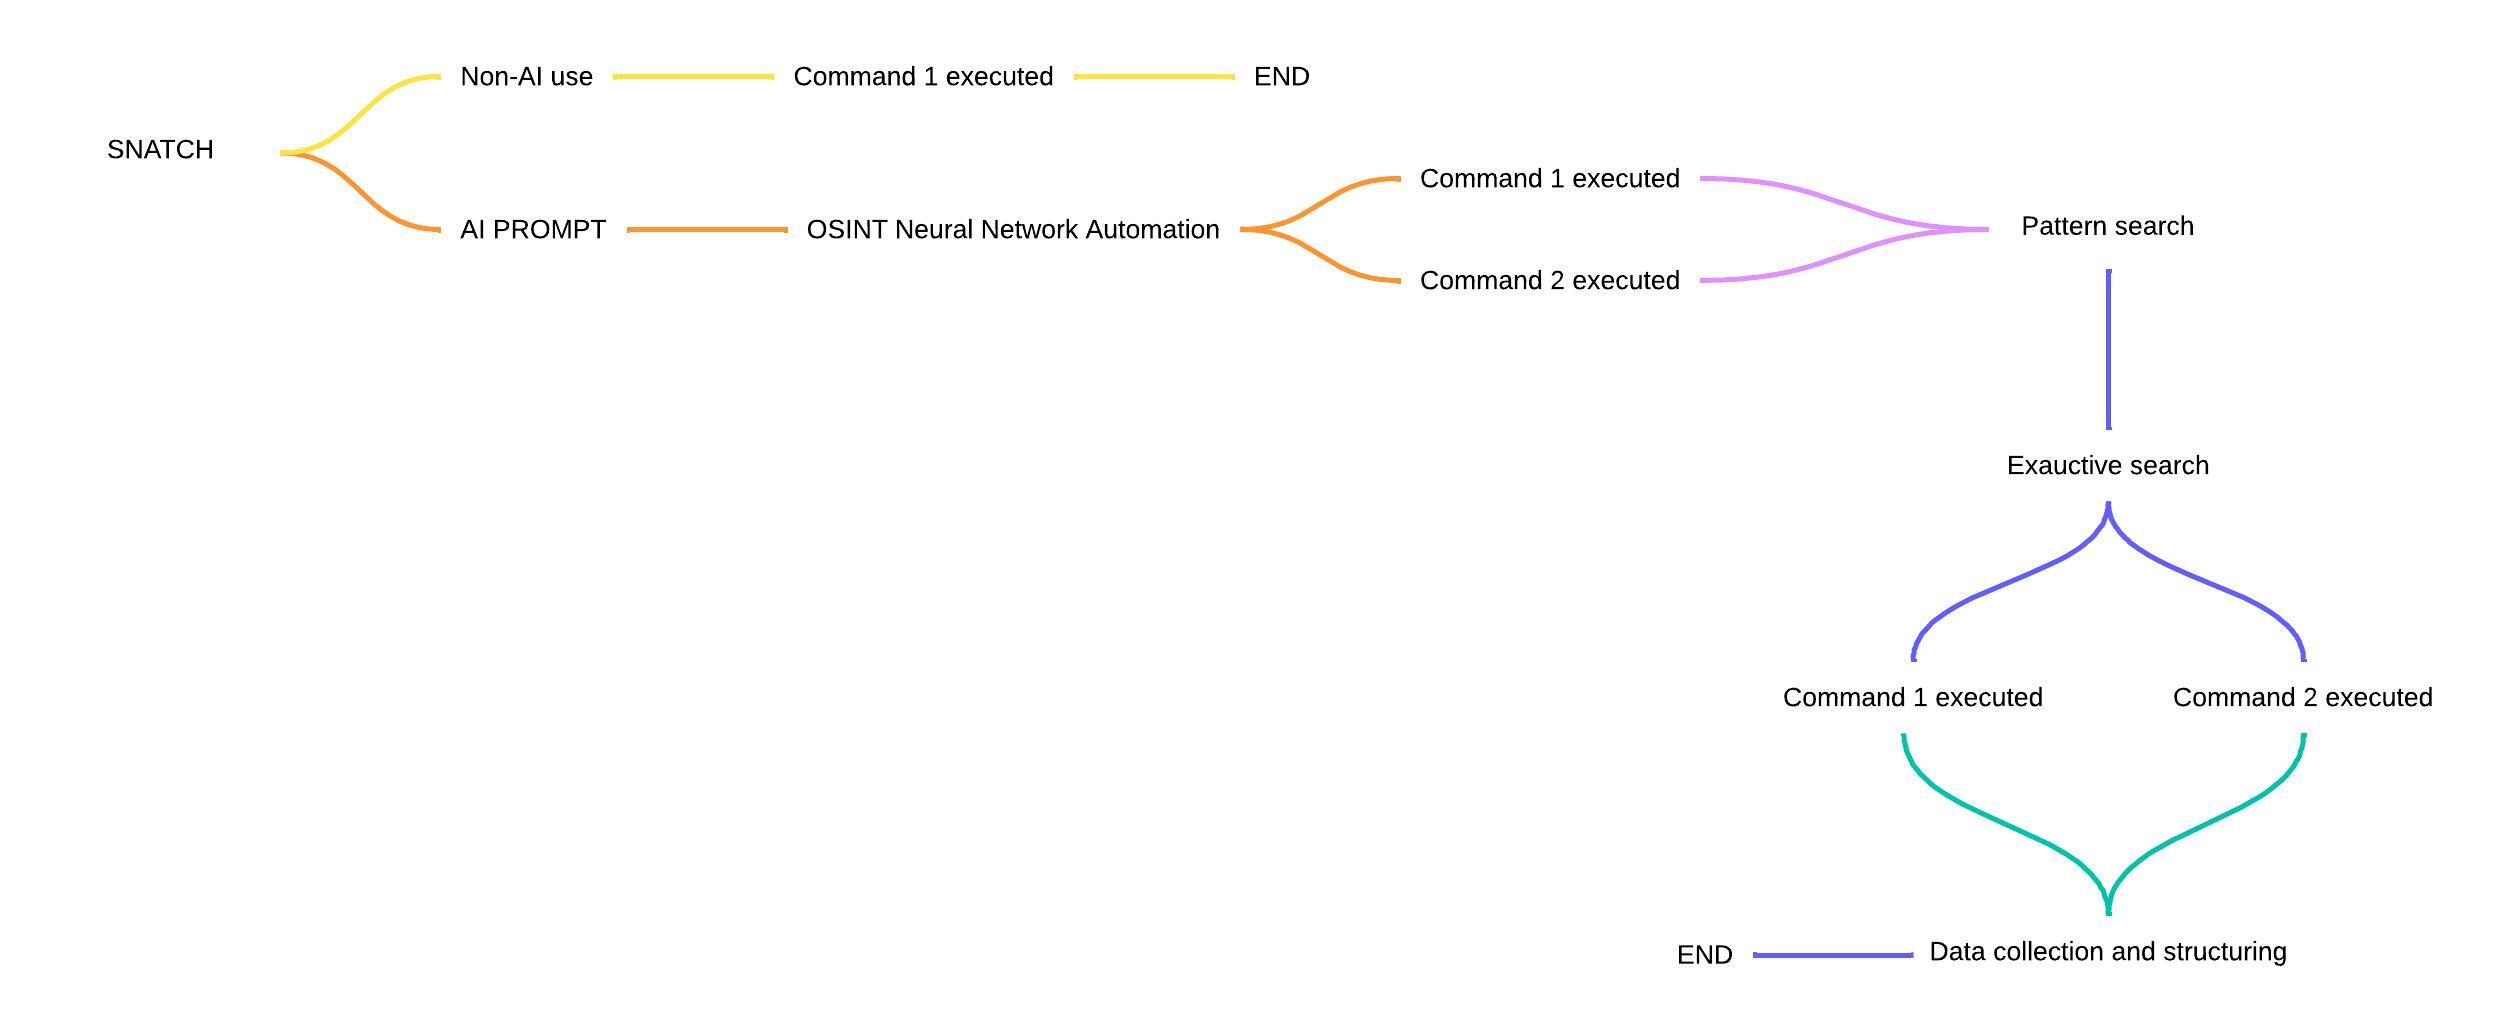 SNATCH
Non-AI use
Command 1 executed
END
AI PROMPT
OSINT Neural Network Automation
Command 1 executed
Command 2 executed
Pattern search
Exauctive search
Command 1 executed
Command 2 executed
Data collection and structuring
END